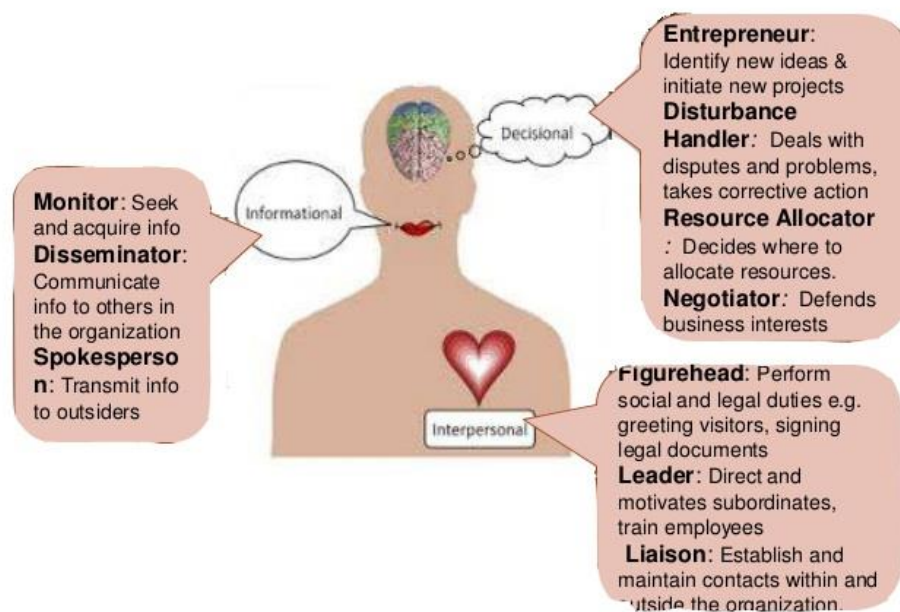 Entrepreneur:
Identify new ideas &
initiate new projects
Disturbance
Handler: Deals with
disputes and problems,
takes corrective action
Resource Allocator
: Decides where to
allocate resources.
Negotiator: Defends
business interests
Decisional
Informational
Monitor: Seek
and acquire info
Disseminator:
Communicate
info to others in
the organization
Spokesperso
n: Transmit info
to outsiders
Interpersonal
Figurehead: Perform
social and legal duties e.g.
greeting visitors, signing
legal documents
Leader: Direct and
motivates subordinates,
train employees
Liaison: Establish and
maintain contacts within and
outside the organization